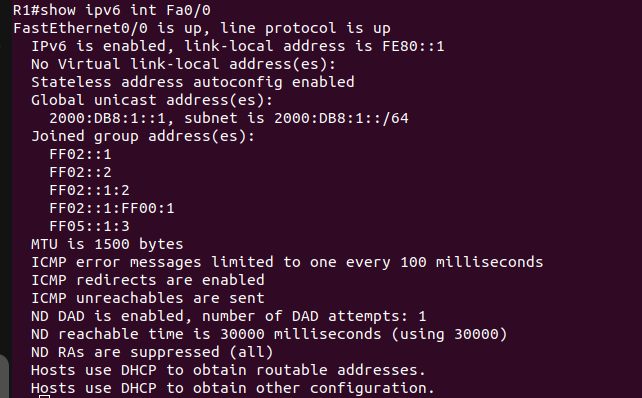 R1#show ipv6 int Fa0/0
FastEthernet0/0 is up, line protocol is up
  IPv6 is enabled, link-local address is FE80::1
  No Virtual link-local address(es):
  Stateless address autoconfig enabled
  Global unicast address(es):
    2000:DB8:1::1, subnet is 2000:DB8:1::/64
  Joined group address(es):
    FF02::1
    FF02::2
    FF02::1:2
    FF02::1:FF00:1
    FF05::1:3
  MTU is 1500 bytes
  ICMP error messages limited to one every 100 milliseconds
  ICMP redirects are enabled
  ICMP unreachables are sent
  ND DAD is enabled, number of DAD attempts: 1
  ND reachable time is 30000 milliseconds (using 30000)
  ND RAs are suppressed (all)
  Hosts use DHCP to obtain routable addresses.
  Hosts use DHCP to obtain other configuration.